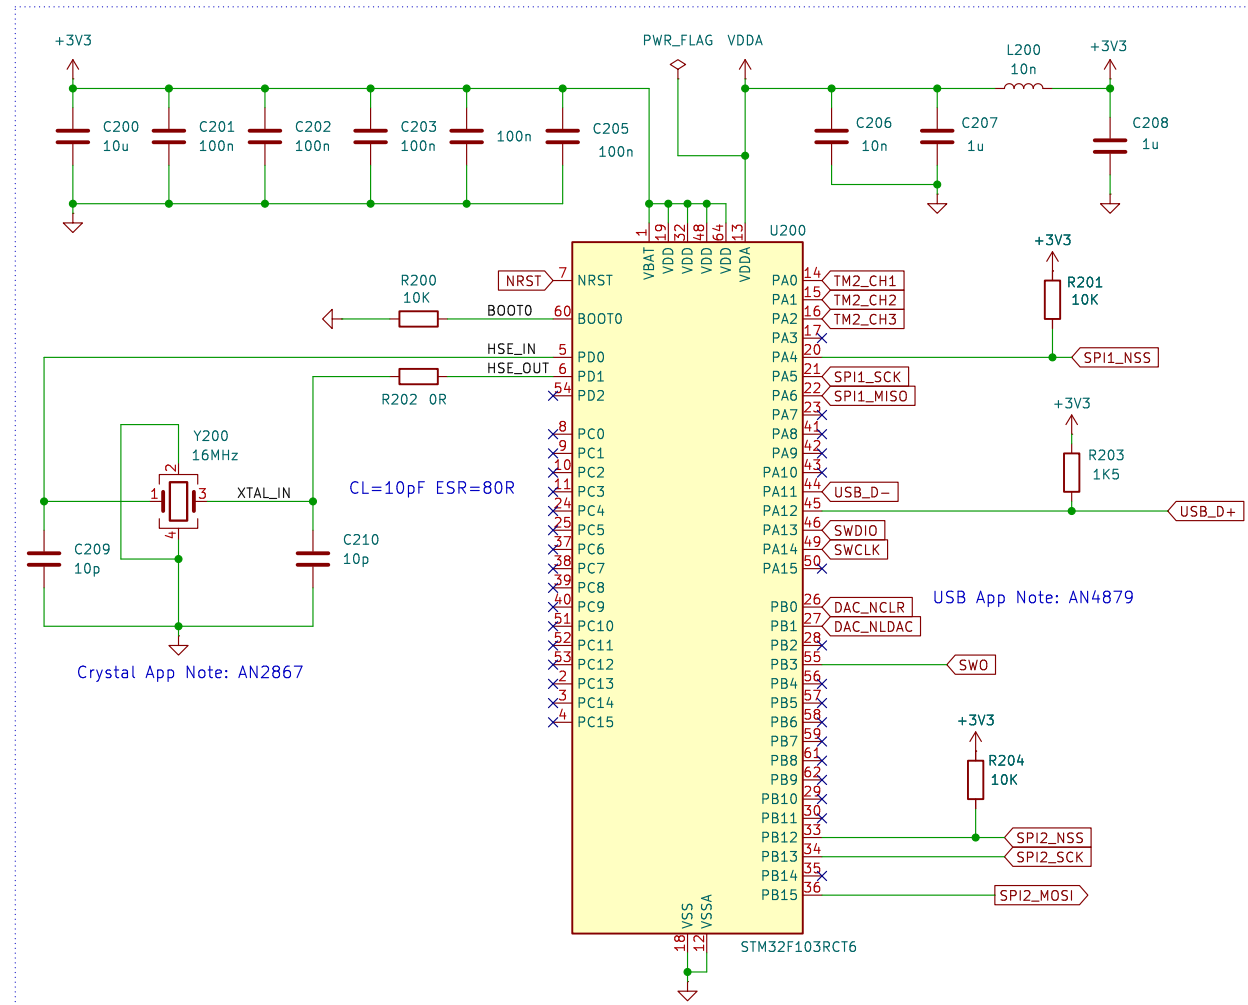 +3V3
C200
10u
C201
100n
C202
100n
C203
100n
100n
C205
100n
PWR_FLAG
VDDA
C206
10n
C207
1u
L200
10n
+3V3
C208
1u
1
19
32
48
64
13
U200
VBAT
VDD
VDD
VDD
VDD
VDDA
NRST
7
NRST
R200
10K
BOOT0
60
BOOT0
HSE_IN
5
PD0
HSE_OUT
6
PD1
R202 0R
54
PD2
8
PC0
9
PC1
10
PC2
11
PC3
24
PC4
25
PC5
37
PC6
38
PC7
39
PC8
40
PC9
51
PC10
52
PC11
53
PC12
2
PC13
3
PC14
4
PC15
Y200
16MHz
2
1
3
4
XTAL_IN
CL=10pF ESR=80R
C209
10p
C210
10p
Crystal App Note: AN2867
PA0
14
TM2_CH1
PA1
15
TM2_CH2
PA2
16
TM2_CH3
PA3
17
PA4
20
+3V3
R201
10K
SPI1_NSS
PA5
21
SPI1_SCK
PA6
22
SPI1_MISO
PA7
23
PA8
41
PA9
42
PA10
43
PA11
44
USB_D-
PA12
45
+3V3
R203
1K5
USB_D+
PA13
46
SWDIO
PA14
49
SWCLK
PA15
50
USB App Note: AN4879
PB0
26
DAC_NCLR
PB1
27
DAC_NLDAC
PB2
28
PB3
55
SWO
PB4
56
PB5
57
PB6
58
PB7
59
PB8
61
PB9
62
PB10
29
PB11
30
+3V3
R204
10K
PB12
33
SPI2_NSS
PB13
34
SPI2_SCK
PB14
35
PB15
36
SPI2_MOSI
VSS
VSSA
18
12
STM32F103RCT6